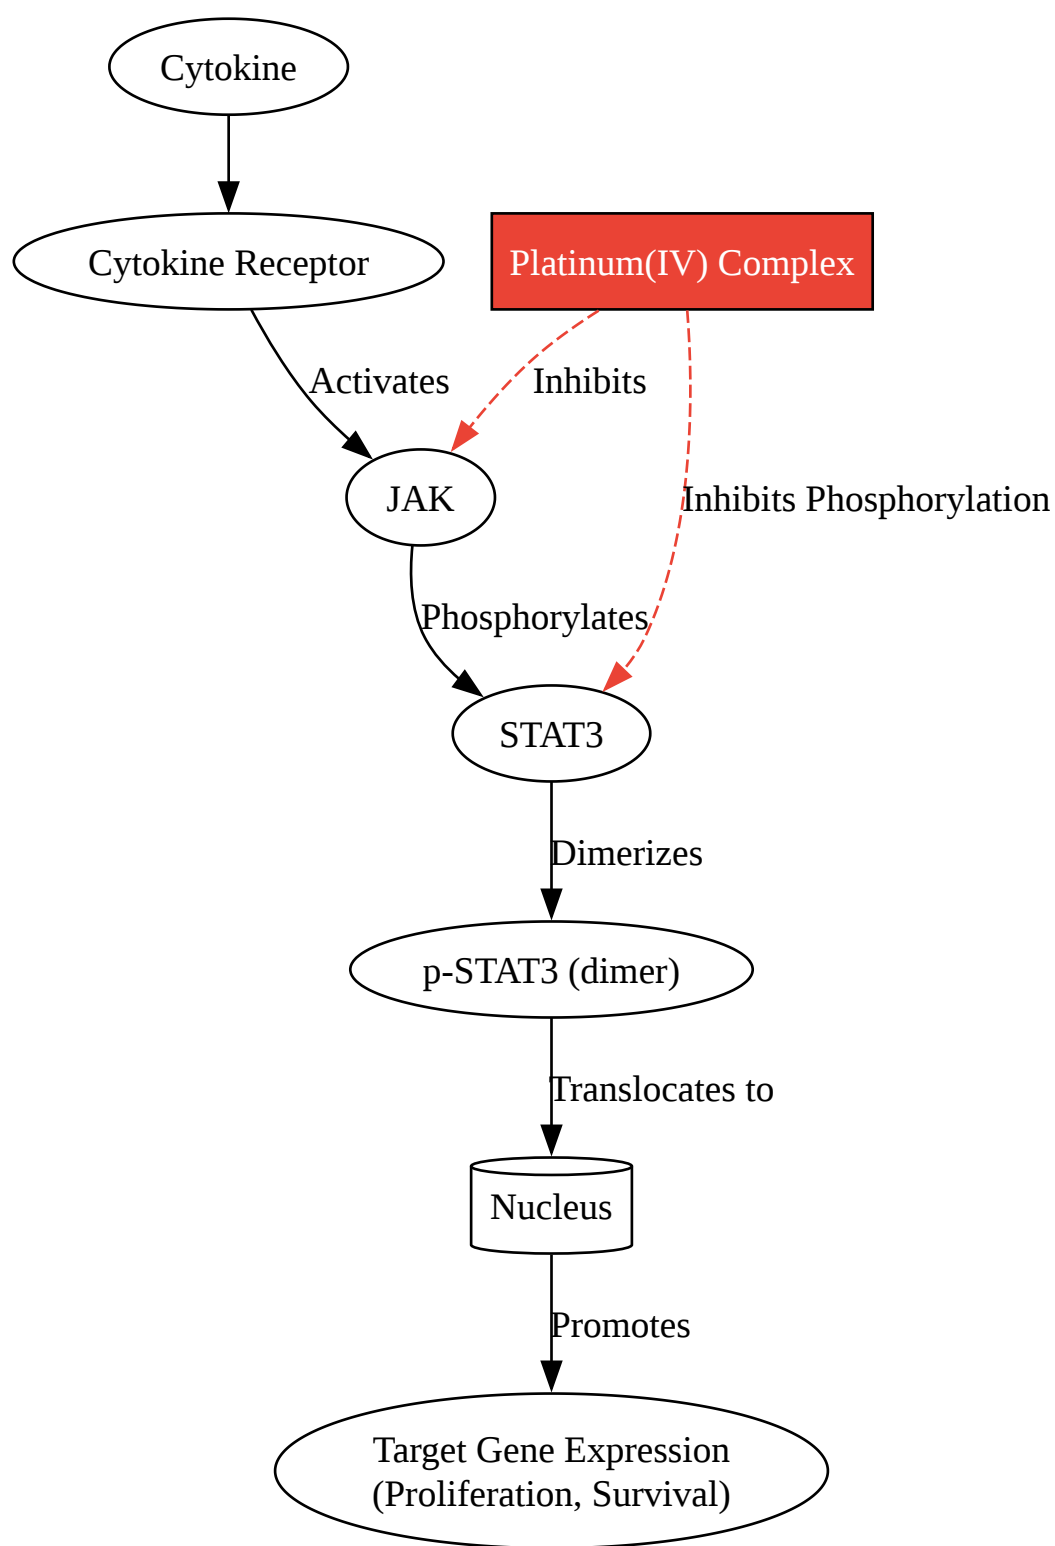 Cytokine
Cytokine Receptor
Platinum(IV) Complex
Activates
Inhibits
JAK
Inhibits Phosphorylation
Phosphorylates
STAT3
Dimerizes
p-STAT3 (dimer)
Translocates to
Nucleus
Promotes
Target Gene Expression
(Proliferation, Survival)